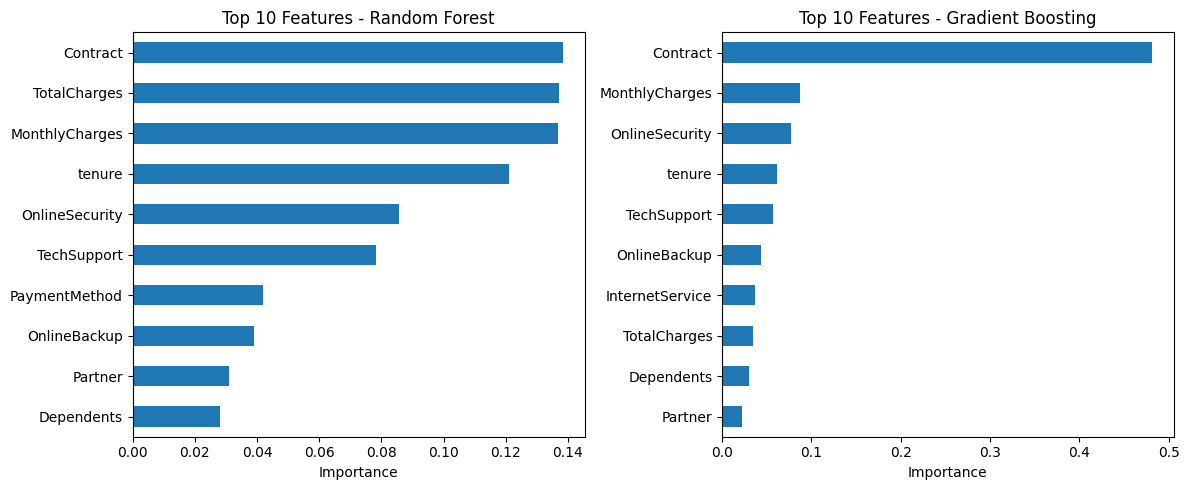 Top 10 Features - Random Forest
Contract
TotalCharges
MonthlyCharges
tenure
OnlineSecurity
TechSupport
PaymentMethod
OnlineBackup
Partner
Dependents
0.00 0.02 0.04 0.06 0.08 0.10 0.12 0.14
Importance
Top 10 Features - Gradient Boosting
Contract
MonthlyCharges
OnlineSecurity
tenure
TechSupport
OnlineBackup
InternetService
TotalCharges
Dependents
Partner
0.0 0.1 0.2 0.3 0.4 0.5
Importance